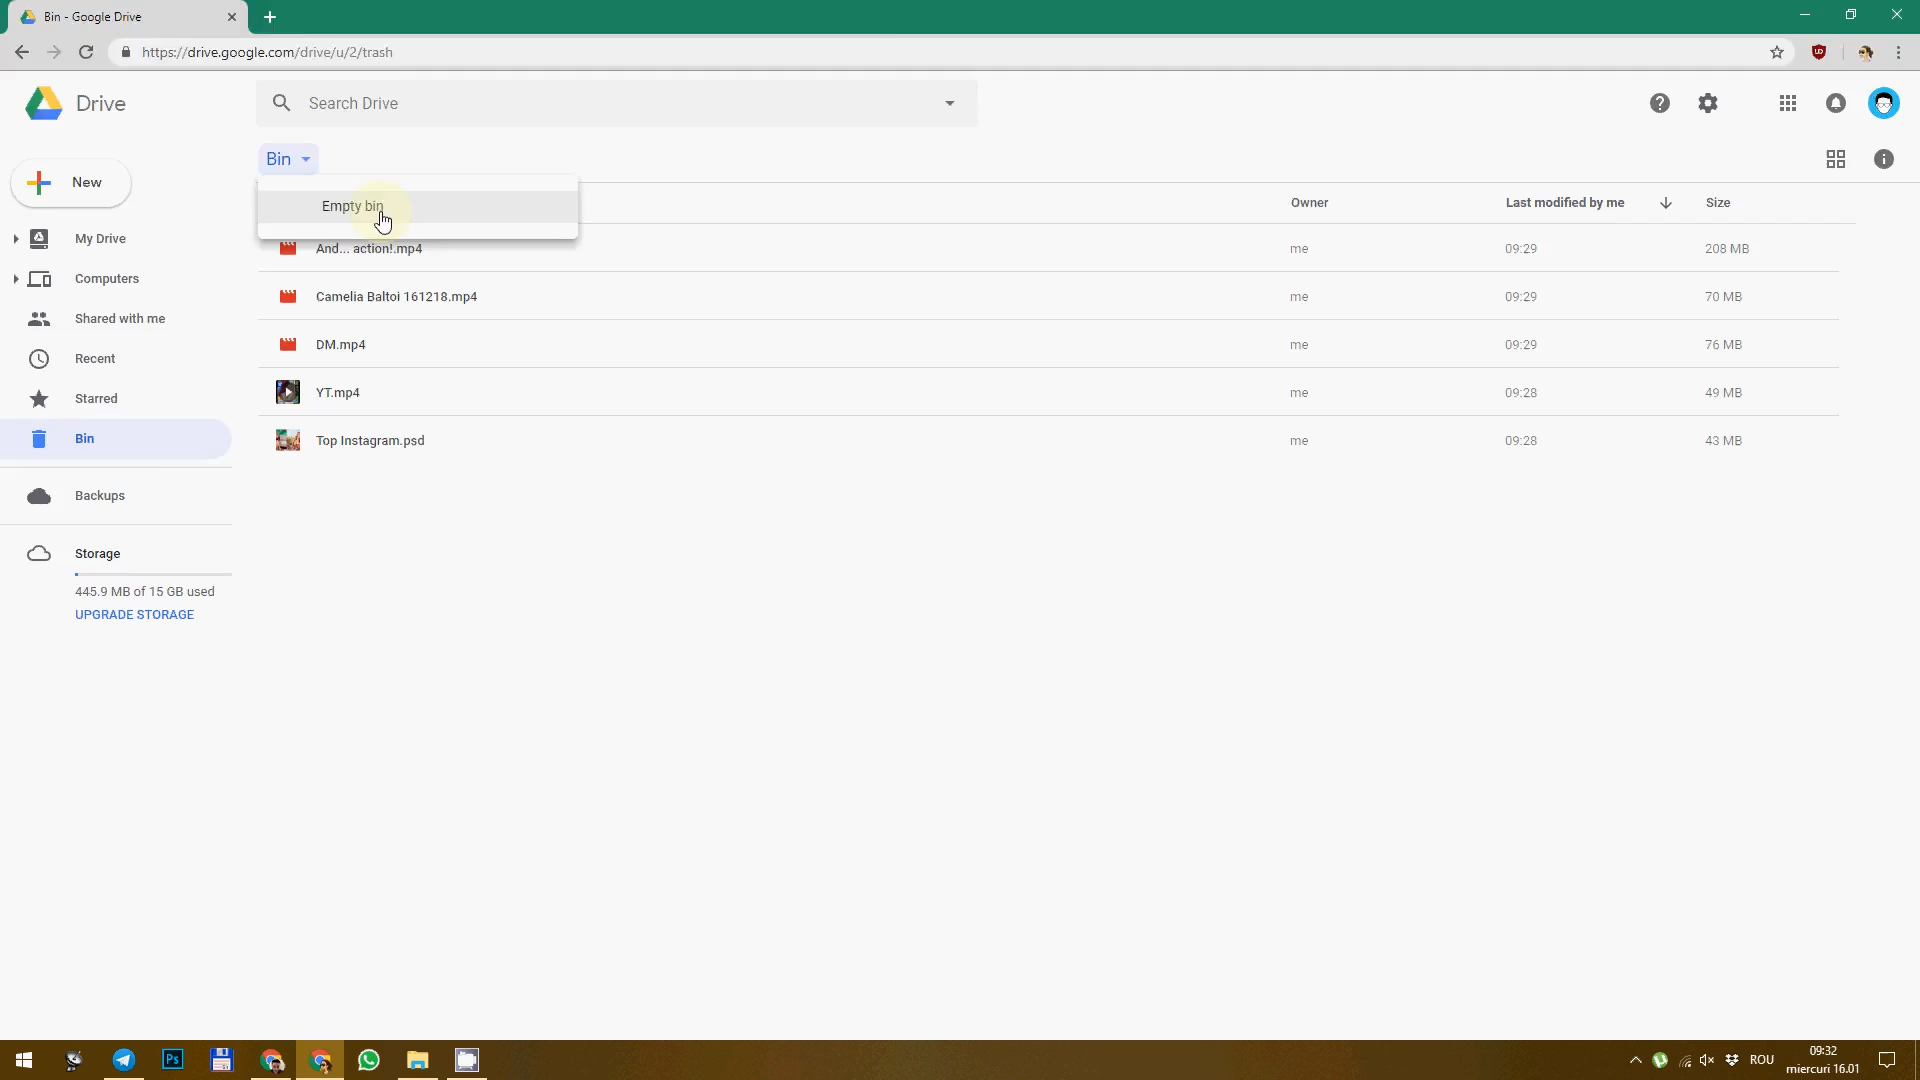 Bin - Google Drive
https://drive.google.com/drive/u/2/trash
Drive
Search Drive
Bin
New
Empty bin
Owner
Last modified by me
Size
My Drive
And... action!.mp4
me
09:29
208 MB
Computers
Camelia Baltoi 161218.mp4
me
09:29
70 MB
Shared with me
DM.mp4
me
09:29
76 MB
Recent
YT.mp4
me
09:28
49 MB
Starred
Top Instagram.psd
me
09:28
43 MB
Bin
Backups
Storage
445.9 MB of 15 GB used
UPGRADE STORAGE
Ps
ROU
09:32
miercuri 16.01